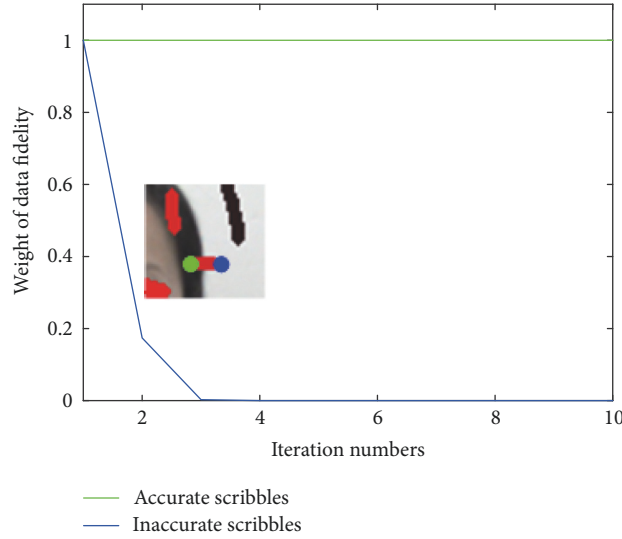 1
0.8
0.6
0.4
0.2
0
Weight of data fidelity
2
4
6
8
10
Iteration numbers
Accurate scribbles
Inaccurate scribbles